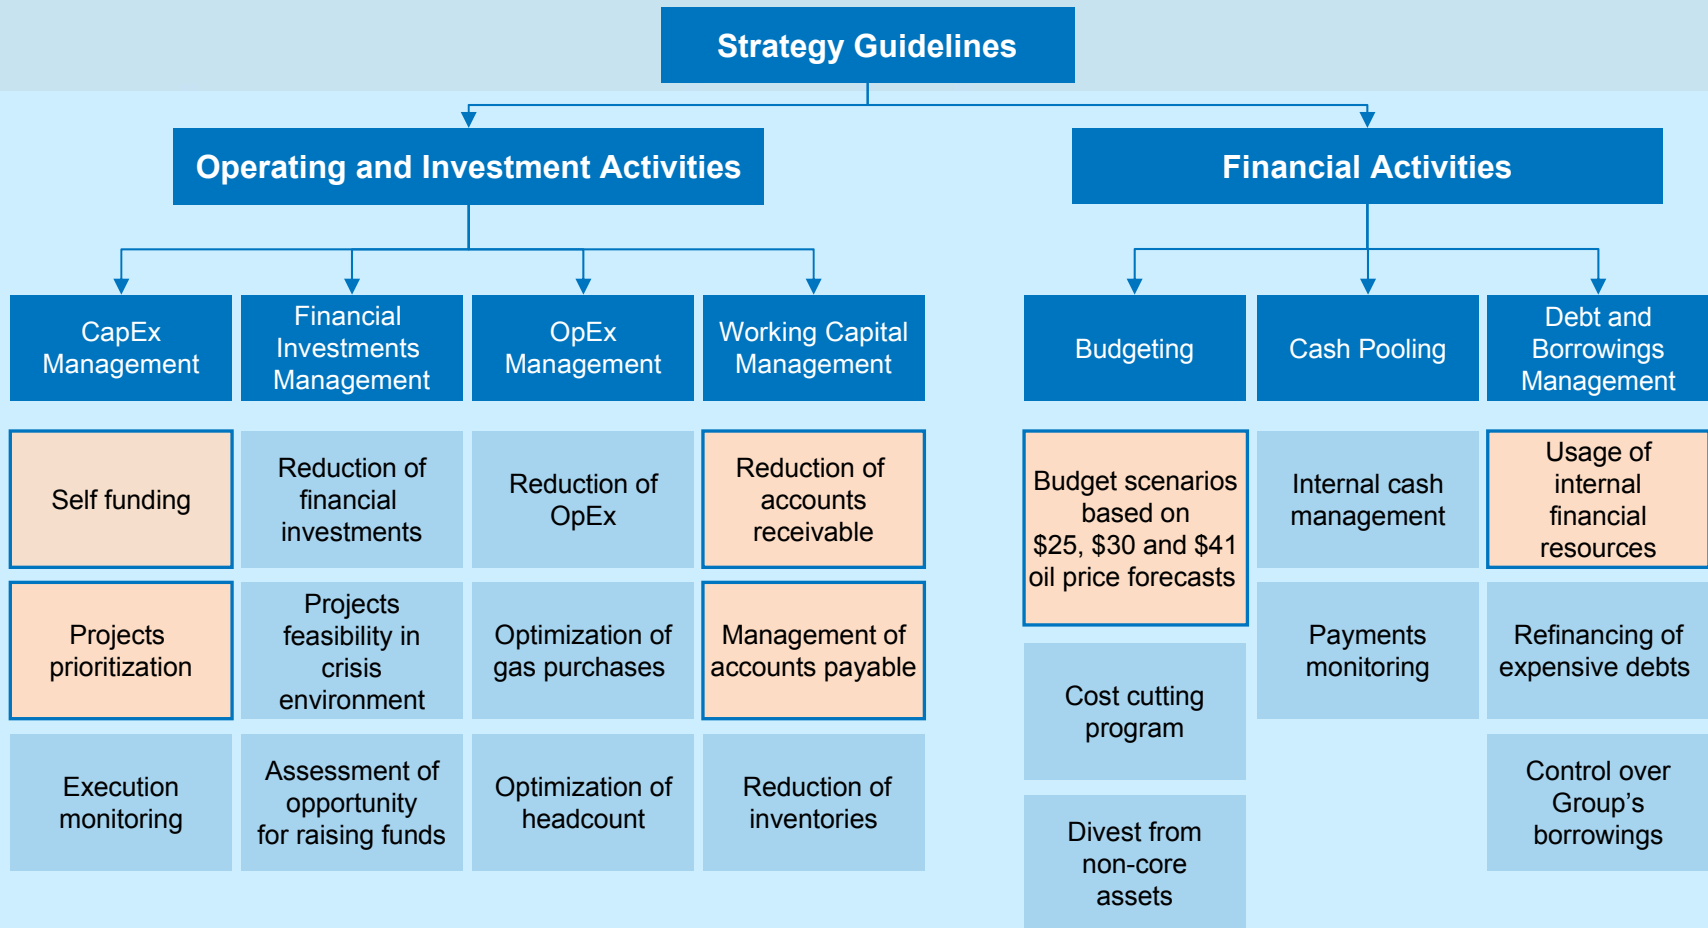 Strategy Guidelines
Operating and Investment Activities
Financial Activities
CapEx
Management
Financial
Investments
Management
OpEx
Management
Working Capital
Management
Budgeting
Cash Pooling
Debt and
Borrowings
Management
Self funding
Reduction of
financial
investments
Reduction of
OpEx
Reduction of
accounts
receivable
Budget scenarios
based on
$25, $30 and $41
oil price forecasts
Internal cash
management
Usage of
internal
financial
resources
Projects
prioritization
Projects
feasibility in
crisis
environment
Optimization of
gas purchases
Management of
accounts payable
Cost cutting
program
Payments
monitoring
Refinancing of
expensive debts
Execution
monitoring
Assessment of
opportunity
for raising funds
Optimization of
headcount
Reduction of
inventories
Divest from
non-core
assets
Control over
Group’s
borrowings